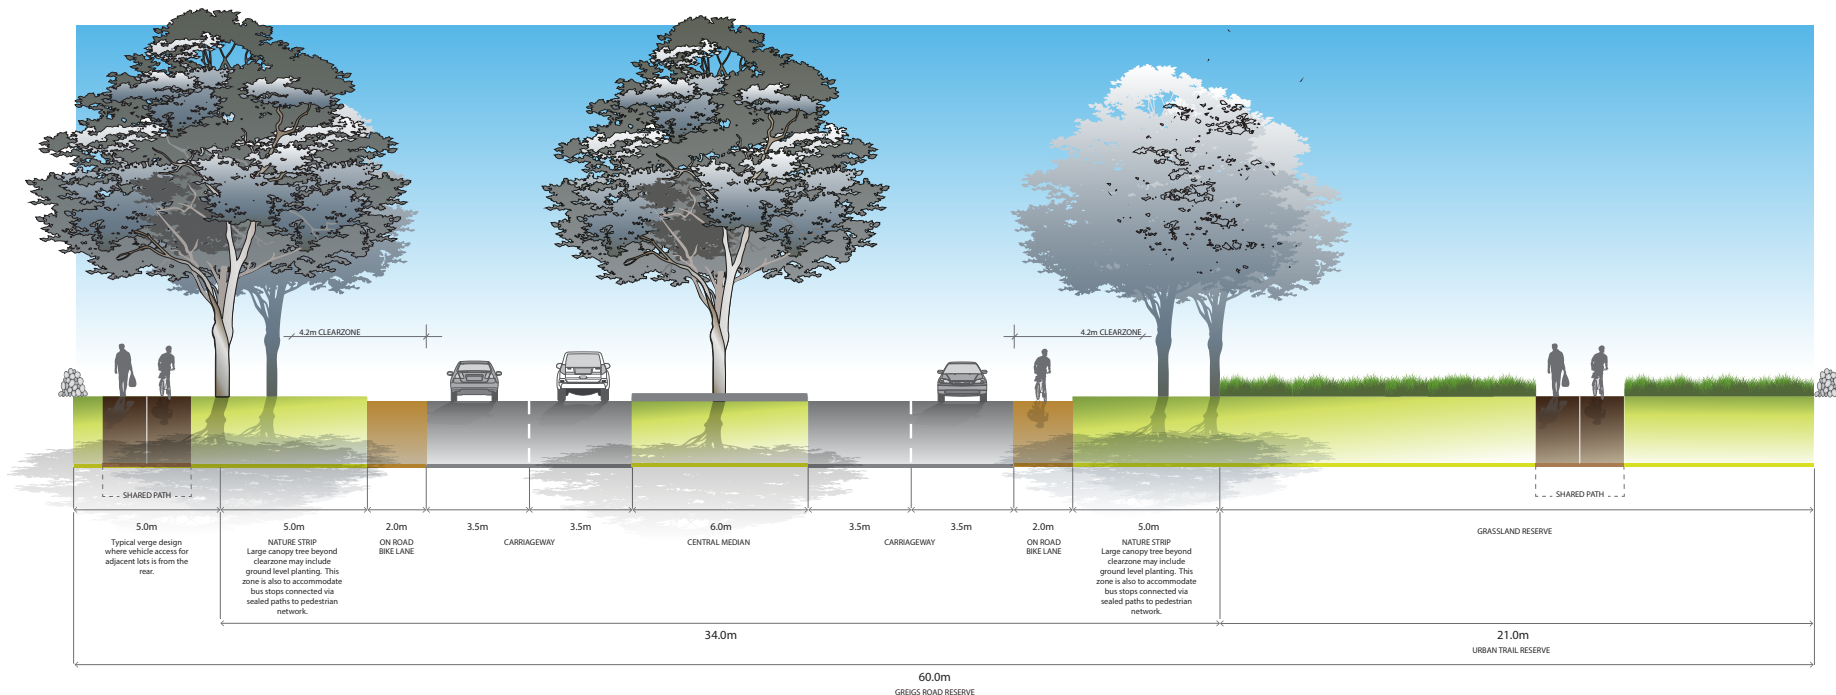 4.2m CLEARZONE
4.2m CLEARZONE
SHARED PATH
SHARED PATH
5.0m
Typical verge design
where vehicle access for
adjacent lots is from the
rear.
5.0m
NATURE STRIP
Large canopy tree beyond
clearzone may include
ground level planting. This
zone is also to accommodate
bus stops connected via
sealed paths to pedestrian
network.
2.0m
ON ROAD
BIKE LANE
3.5m
3.5m
CARRIAGEWAY
6.0m
CENTRAL MEDIAN
3.5m
3.5m
CARRIAGEWAY
2.0m
ON ROAD
BIKE LANE
5.0m
NATURE STRIP
Large canopy tree beyond
clearzone may include
ground level planting. This
zone is also to accommodate
bus stops connected via
sealed paths to pedestrian
network.
GRASSLAND RESERVE
34.0m
21.0m
URBAN TRAIL RESERVE
60.0m
GREIGS ROAD RESERVE